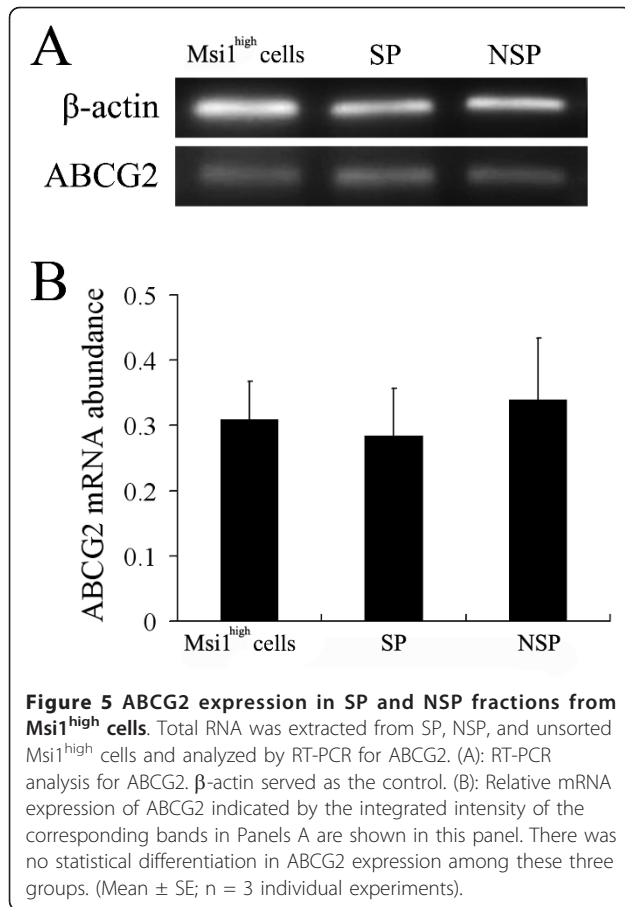 A
Msi1high cells SP NSP
β-actin
ABCG2
B
ABCG2 mRNA abundance
0.5
0.4
0.3
0.2
0.1
0
Msi1high cells SP NSP
Figure 5 ABCG2 expression in SP and NSP fractions from
Msi1high cells. Total RNA was extracted from SP, NSP, and unsorted
Msi1high cells and analyzed by RT-PCR for ABCG2. (A): RT-PCR
analysis for ABCG2. β-actin served as the control. (B): Relative mRNA
expression of ABCG2 indicated by the integrated intensity of the
corresponding bands in Panels A are shown in this panel. There was
no statistical differentiation in ABCG2 expression among these three
groups. (Mean ± SE; n = 3 individual experiments).